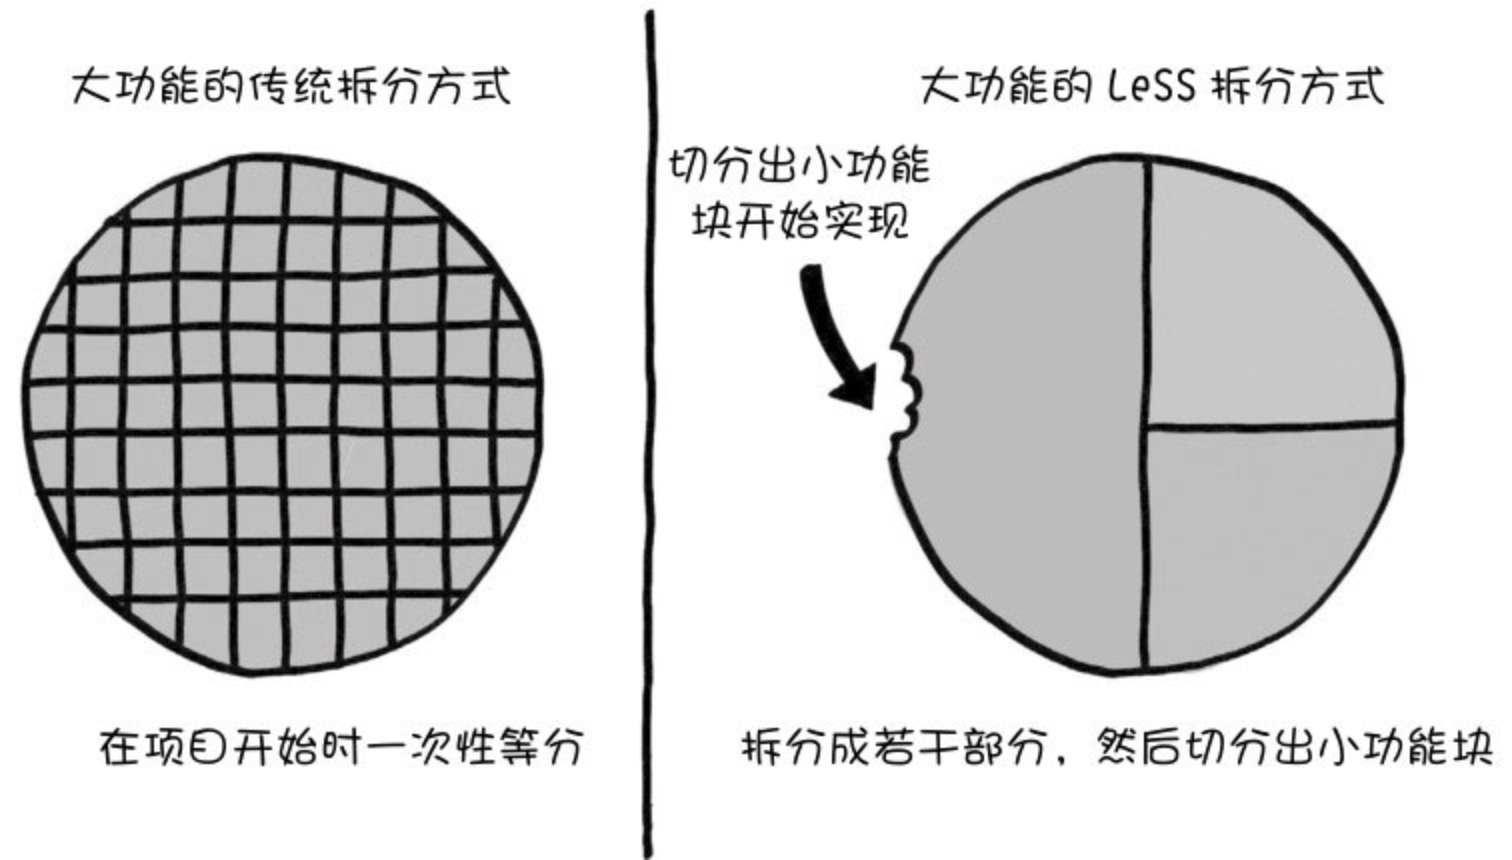 大功能的传统拆分方式
在项目开始时一次性等分
大功能的 LeSS 拆分方式
切分出小功能
块开始实现
拆分成若干部分，然后切分出小功能块